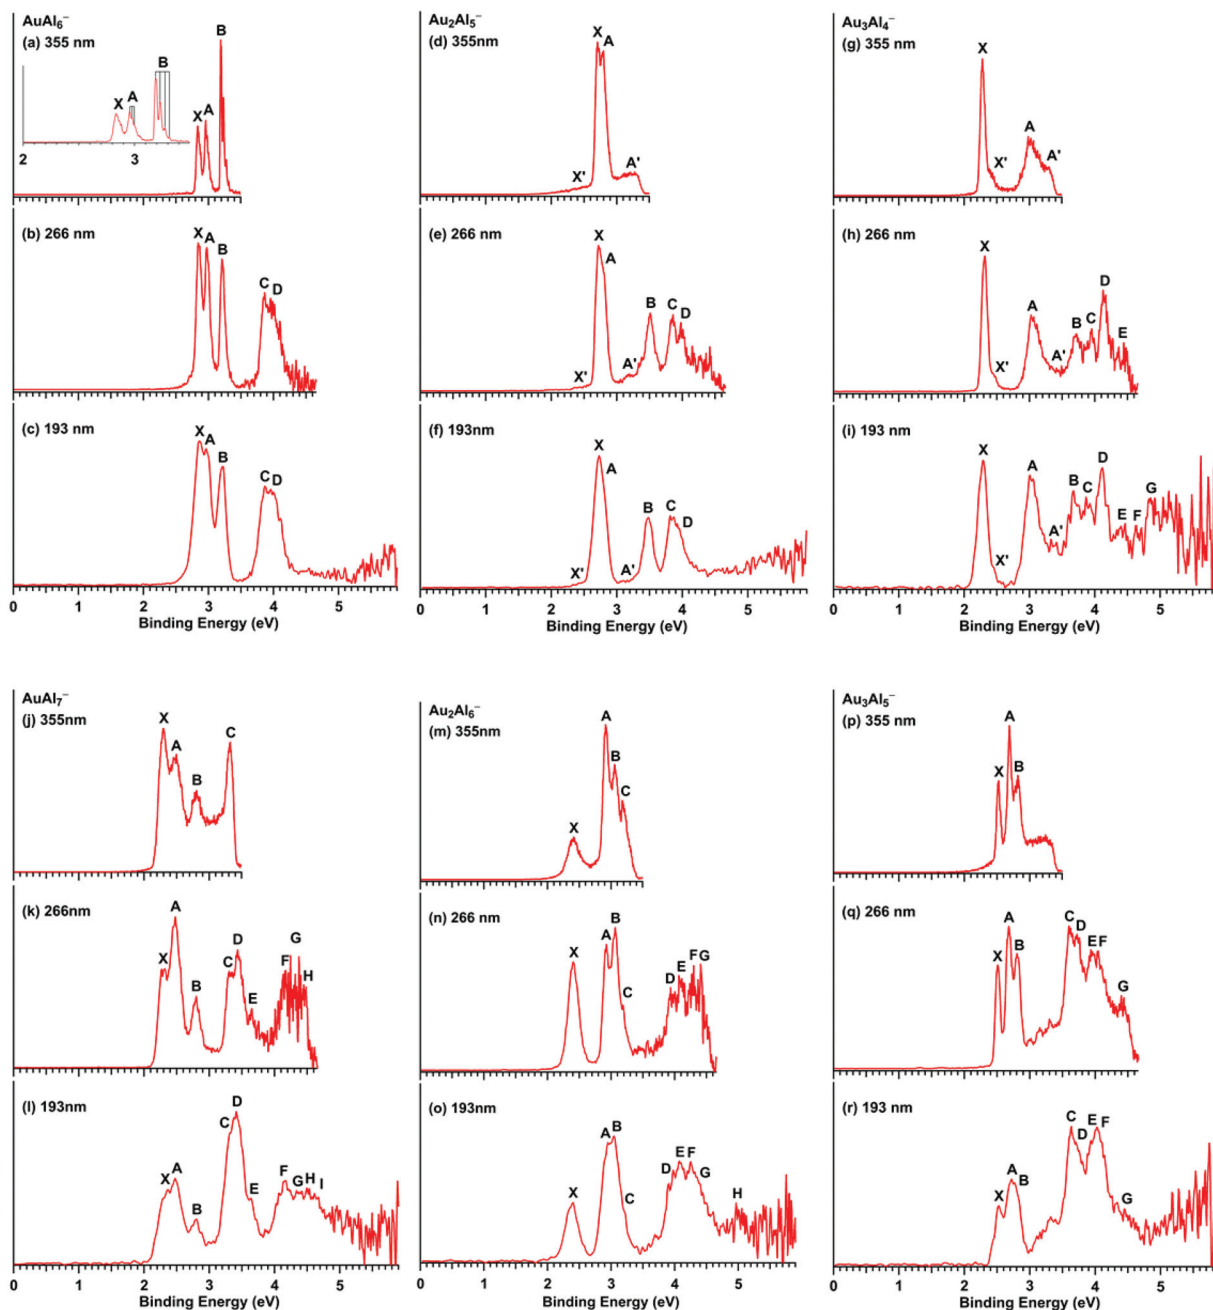 AuAl₆⁻
(a) 355 nm
B
X A
X A B
2 3
Au₂Al₅⁻
(d) 355nm
X A
X' A'
Au₃Al₄⁻
(g) 355 nm
X
X' A A'
(b) 266 nm
X A B C D
(e) 266 nm
X A
X' A' B C D
(h) 266 nm
X
X' A A' B C D E
(c) 193 nm
X A B C D
0 1 2 3 4 5
Binding Energy (eV)
(f) 193nm
X A
X' A' B C D
0 1 2 3 4 5
Binding Energy (eV)
(i) 193 nm
X
X' A A' B C D E F G
0 1 2 3 4 5
Binding Energy (eV)
AuAl₇⁻
(j) 355nm
X A B C
Au₂Al₆⁻
(m) 355nm
X A B C
Au₃Al₅⁻
(p) 355 nm
X A B
(k) 266nm
X A B C D E F G H
(n) 266 nm
X A B C D E F G
(q) 266 nm
X A B C D E F G
(l) 193nm
X A B C D E F G H I
0 1 2 3 4 5
Binding Energy (eV)
(o) 193nm
X A B C D E F G H
0 1 2 3 4 5
Binding Energy (eV)
(r) 193 nm
X A B C D E F G
0 1 2 3 4 5
Binding Energy (eV)